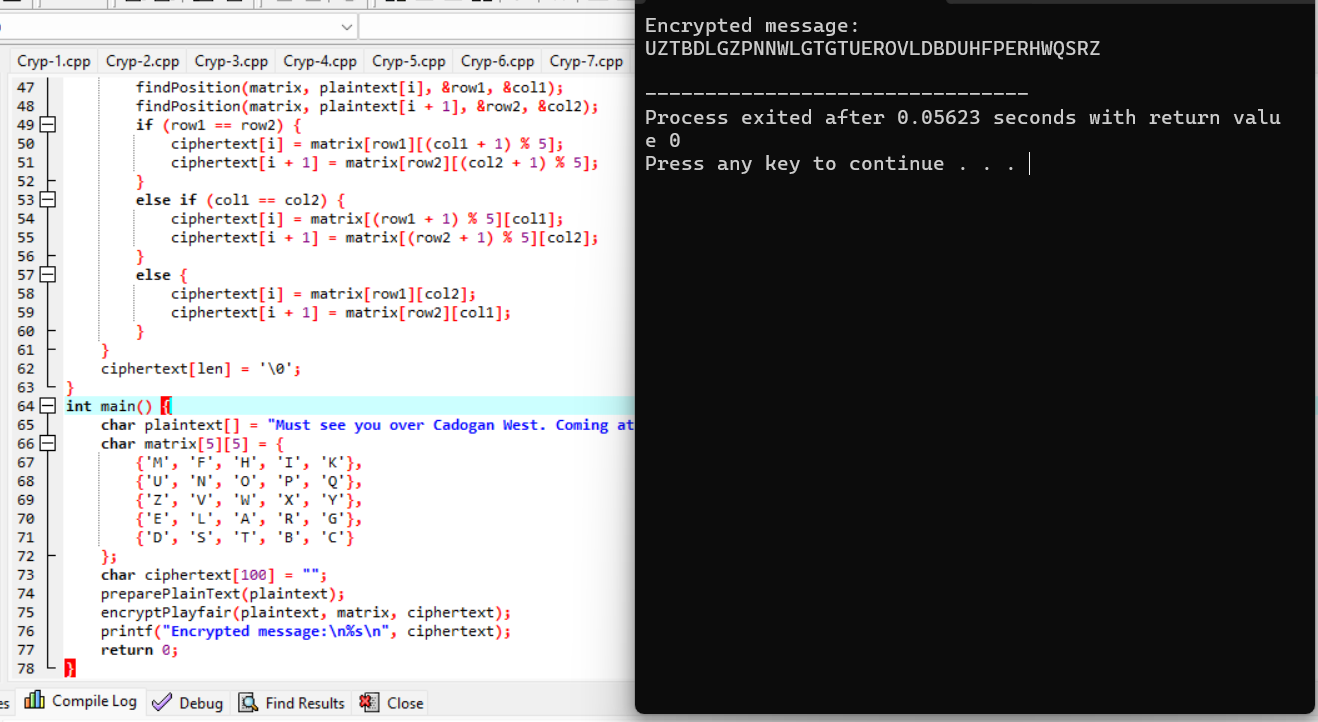 Cryp-1.cpp Cryp-2.cpp Cryp-3.cpp Cryp-4.cpp Cryp-5.cpp Cryp-6.cpp Cryp-7.cpp
47 findPosition(matrix, plaintext[i], &row1, &col1);
48 findPosition(matrix, plaintext[i + 1], &row2, &col2);
49 if (row1 == row2) {
50 ciphertext[i] = matrix[row1][(col1 + 1) % 5];
51 ciphertext[i + 1] = matrix[row2][(col2 + 1) % 5];
52 }
53 else if (col1 == col2) {
54 ciphertext[i] = matrix[(row1 + 1) % 5][col1];
55 ciphertext[i + 1] = matrix[(row2 + 1) % 5][col2];
56 }
57 else {
58 ciphertext[i] = matrix[row1][col2];
59 ciphertext[i + 1] = matrix[row2][col1];
60 }
61 }
62 ciphertext[len] = '\0';
63 }
64 int main() {
65 char plaintext[] = "Must see you over Cadogan West. Coming at
66 char matrix[5][5] = {
67 {'M', 'F', 'H', 'I', 'K'},
68 {'U', 'N', 'O', 'P', 'Q'},
69 {'Z', 'V', 'W', 'X', 'Y'},
70 {'E', 'L', 'A', 'R', 'G'},
71 {'D', 'S', 'T', 'B', 'C'}
72 };
73 char ciphertext[100] = "";
74 preparePlainText(plaintext);
75 encryptPlayfair(plaintext, matrix, ciphertext);
76 printf("Encrypted message:\n%s\n", ciphertext);
77 return 0;
78 }
es Compile Log Debug Find Results Close
Encrypted message:
UZTBDLGZPNNWLGTGTUEROVLDBDUHFPERHWQSRZ
--------------------------------
Process exited after 0.05623 seconds with return valu
e 0
Press any key to continue . . .